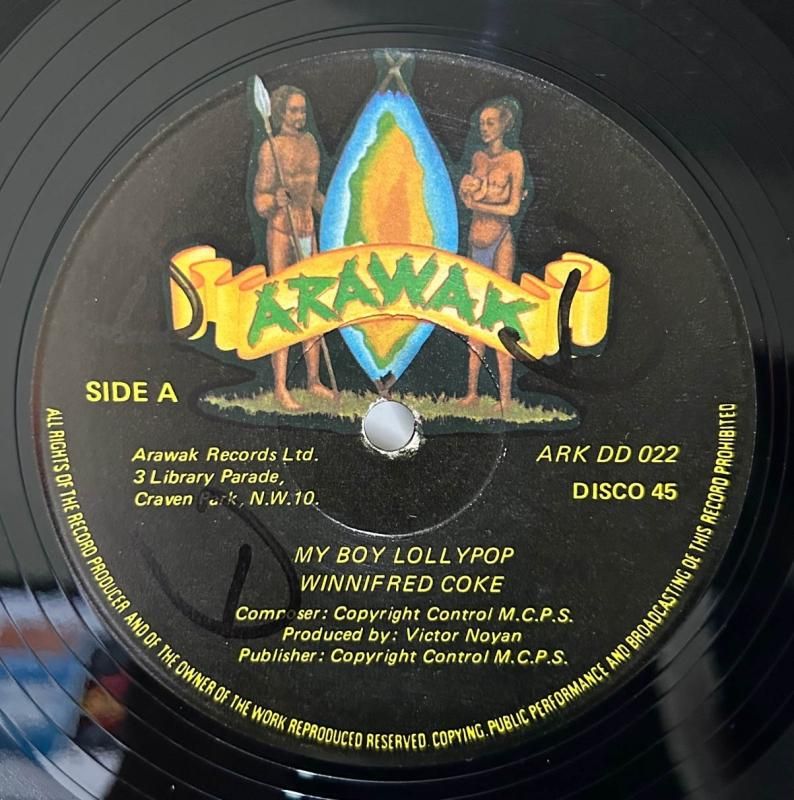 ARAWAK
SIDE A
Arawak Records Ltd.
3 Library Parade,
Craven Park, N.W.10.
ARK DD 022
DISCO 45
MY BOY LOLLYPOP
WINNIFRED COKE
Composer: Copyright Control M.C.P.S.
Produced by: Victor Noyan
Publisher: Copyright Control M.C.P.S.
ALL RIGHTS OF THE RECORD PRODUCER AND OF THE OWNER OF THE WORK REPRODUCED RESERVED. COPYING, PUBLIC PERFORMANCE AND BROADCASTING OE THIS RECORD PROHIBITED